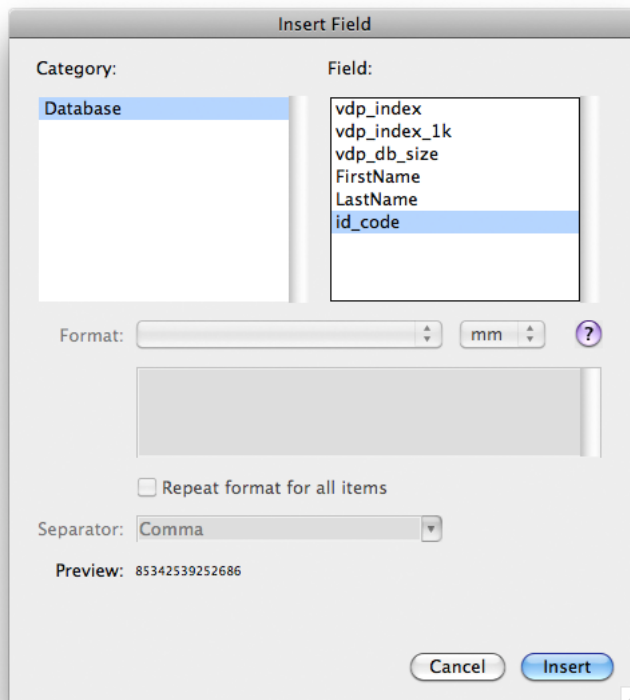 Insert Field
Category:
Field:
Database
vdp_index
vdp_index_1k
vdp_db_size
FirstName
LastName
id_code
Format:
mm
?
Repeat format for all items
Separator: Comma
Preview: 85342539252686
Cancel
Insert